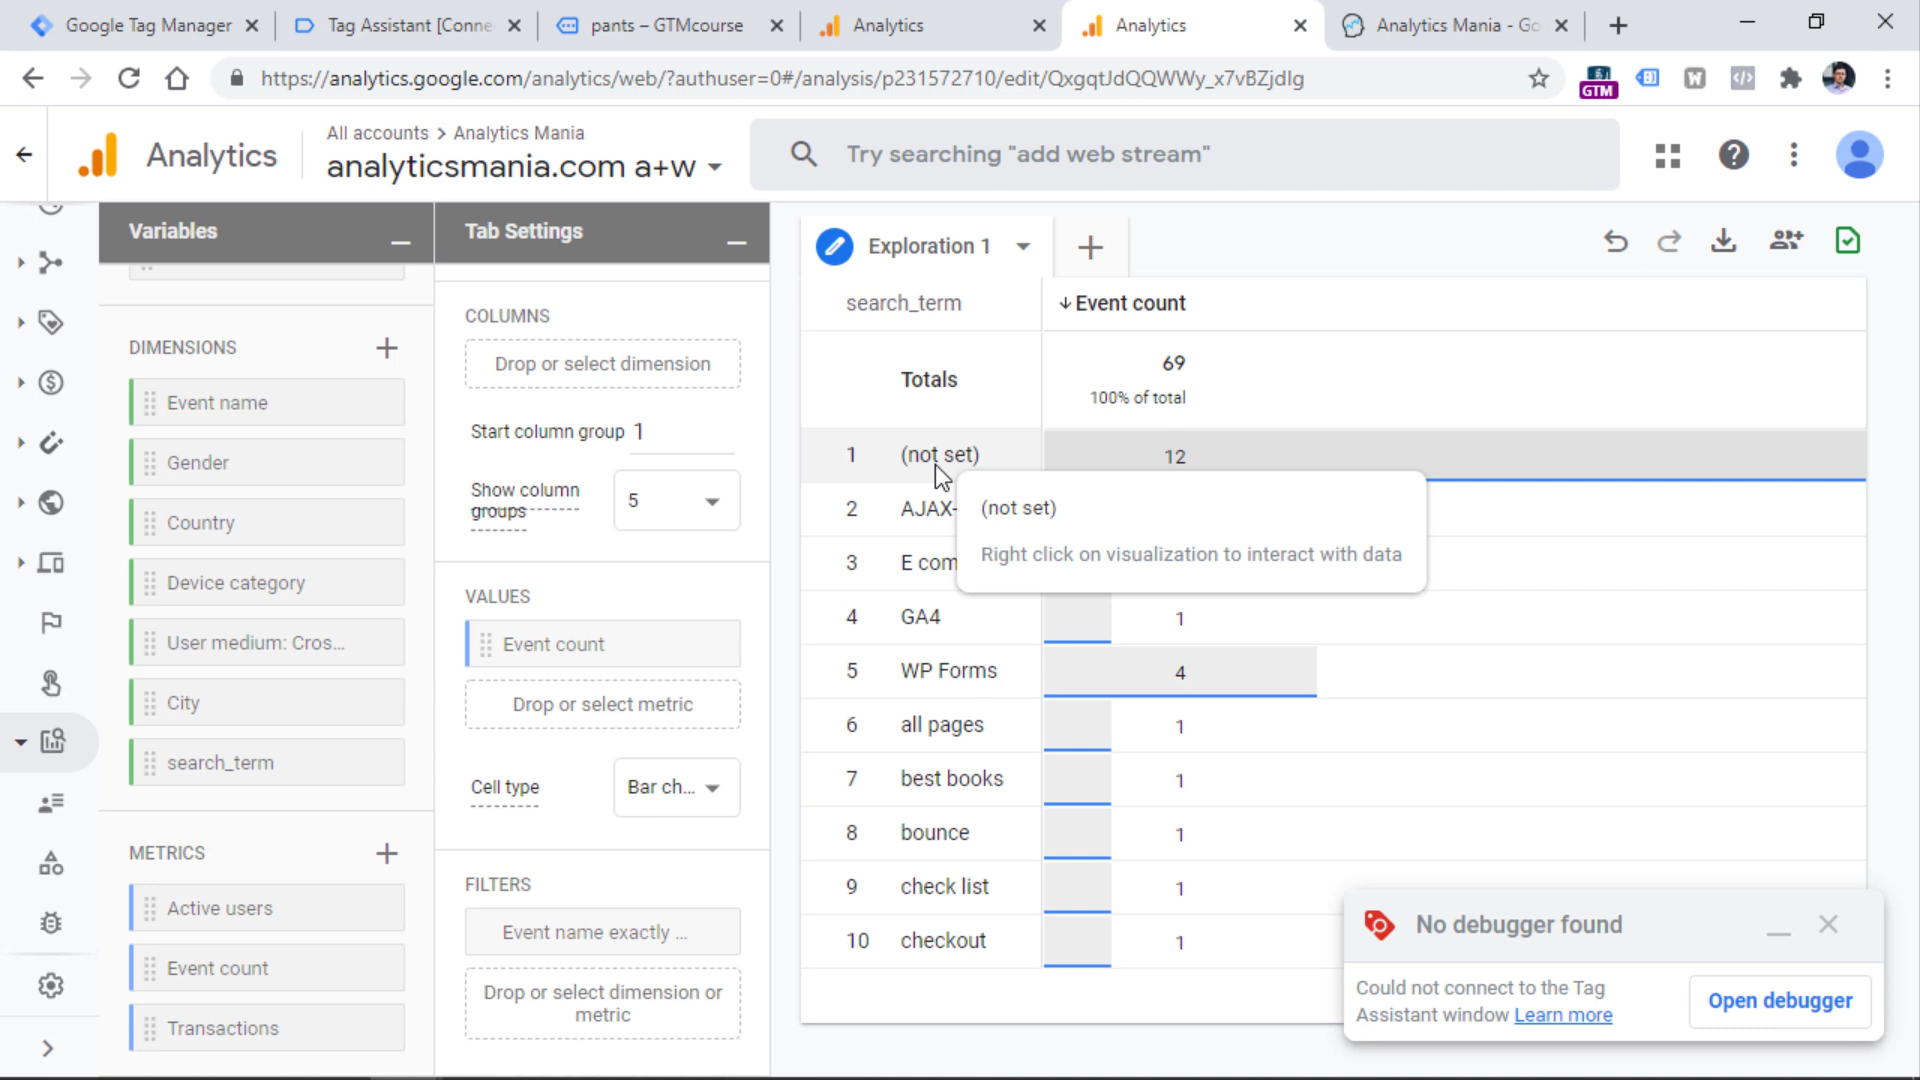 Google Tag Manager
Tag Assistant [Conne
pants – GTMcourse
Analytics
Analytics
Analytics Mania - Go
https://analytics.google.com/analytics/web/?authuser=0#/analysis/p231572710/edit/QxgqtJdQQWWy_x7vBZjdIg
GTM
W
Analytics
All accounts > Analytics Mania
analyticsmania.com a+w
Try searching "add web stream"
Variables
DIMENSIONS
Event name
Gender
Country
Device category
User medium: Cros...
City
search_term
METRICS
Active users
Event count
Transactions
Tab Settings
COLUMNS
Drop or select dimension
Start column group 1
Show column
groups
5
VALUES
Event count
Drop or select metric
Cell type
Bar ch...
FILTERS
Event name exactly ...
Drop or select dimension or
metric
Exploration 1
search_term
Event count
Totals
69
100% of total
1 (not set) 12
2 AJAX-
3 E com
4 GA4 1
5 WP Forms 4
6 all pages 1
7 best books 1
8 bounce 1
9 check list 1
10 checkout 1
(not set)
Right click on visualization to interact with data
No debugger found
Could not connect to the Tag
Assistant window Learn more
Open debugger